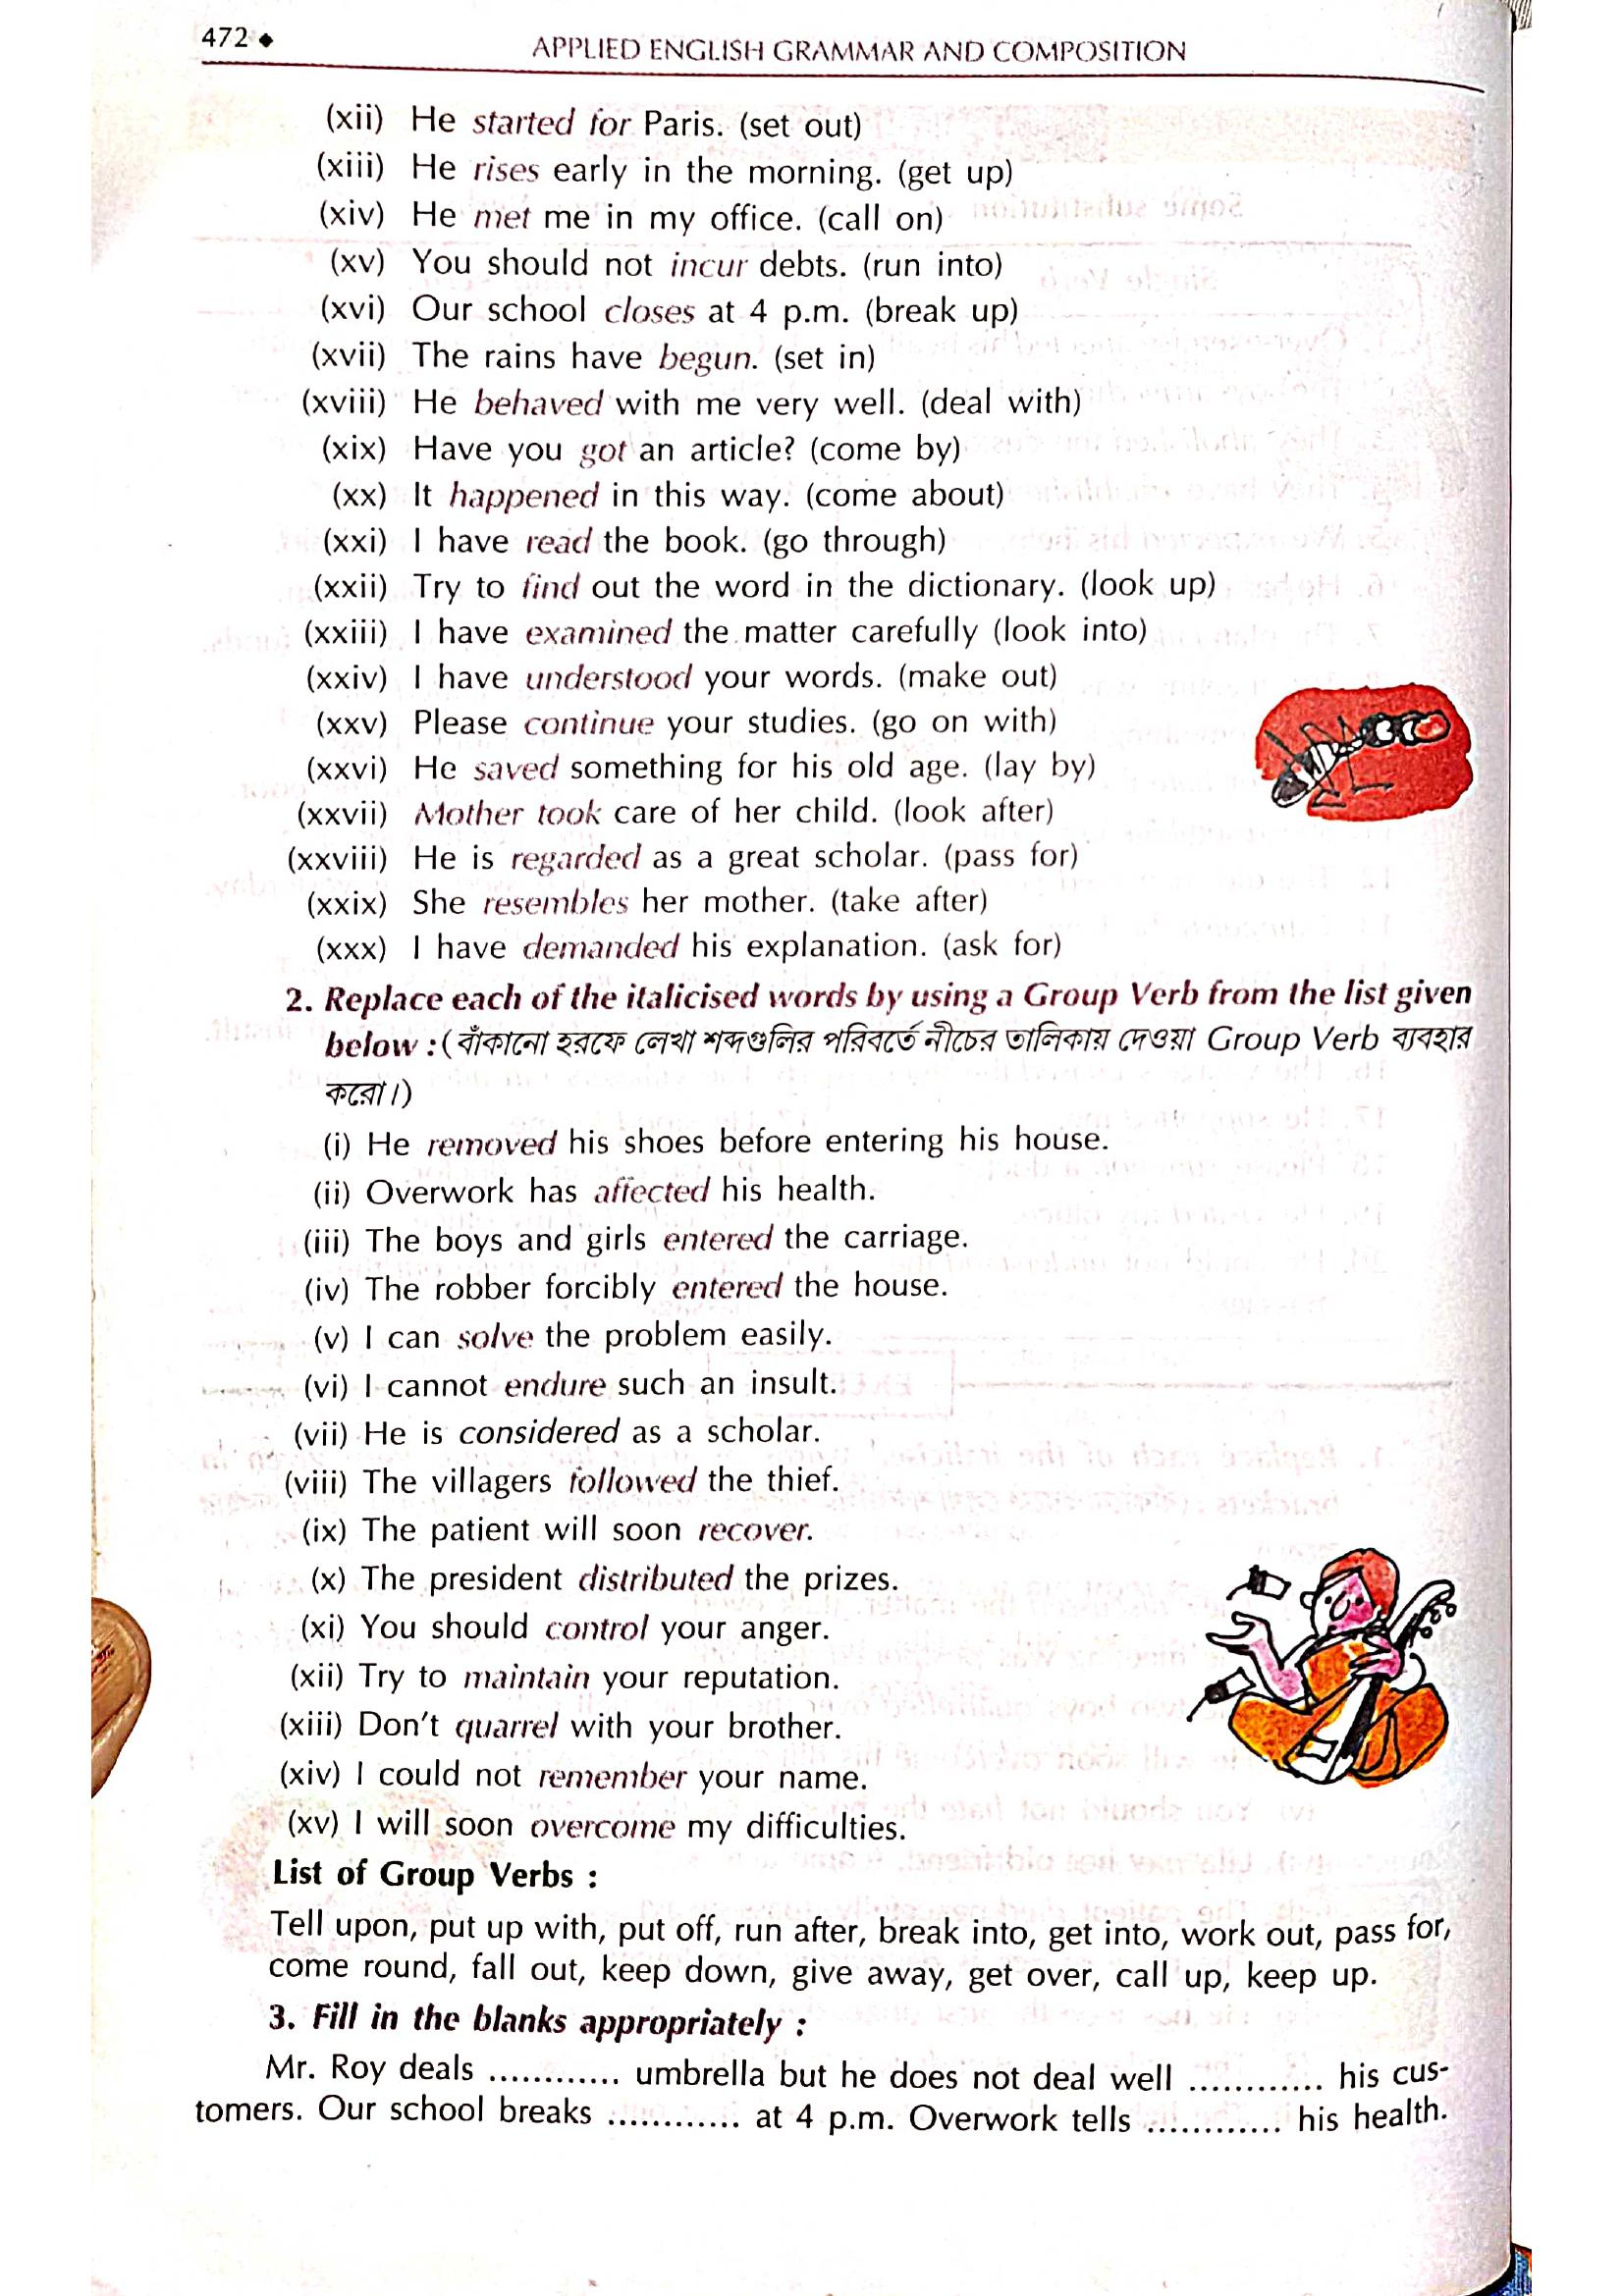 472 ◆
APPLIED ENGLISH GRAMMAR AND COMPOSITION
(xii) He started for Paris. (set out)
(xiii) He rises early in the morning. (get up)
(xiv) He met me in my office. (call on)
(xv) You should not incur debts. (run into)
(xvi) Our school closes at 4 p.m. (break up)
(xvii) The rains have begun. (set in)
(xviii) He behaved with me very well. (deal with)
(xix) Have you got an article? (come by)
(xx) It happened in this way. (come about)
(xxi) I have read the book. (go through)
(xxii) Try to find out the word in the dictionary. (look up)
(xxiii) I have examined the matter carefully (look into)
(xxiv) I have understood your words. (make out)
(xxv) Please continue your studies. (go on with)
(xxvi) He saved something for his old age. (lay by)
(xxvii) Mother took care of her child. (look after)
(xxviii) He is regarded as a great scholar. (pass for)
(xxix) She resembles her mother. (take after)
(xxx) I have demanded his explanation. (ask for)
2. Replace each of the italicised words by using a Group Verb from the list given
below : (বাঁকানো হরফে লেখা শব্দগুলির পরিবর্তে নীচের তালিকায় দেওয়া Group Verb ব্যবহার
করো।)
(i) He removed his shoes before entering his house.
(ii) Overwork has affected his health.
(iii) The boys and girls entered the carriage.
(iv) The robber forcibly entered the house.
(v) I can solve the problem easily.
(vi) I cannot endure such an insult.
(vii) He is considered as a scholar.
(viii) The villagers followed the thief.
(ix) The patient will soon recover.
(x) The president distributed the prizes.
(xi) You should control your anger.
(xii) Try to maintain your reputation.
(xiii) Don't quarrel with your brother.
(xiv) I could not remember your name.
(xv) I will soon overcome my difficulties.
List of Group Verbs :
Tell upon, put up with, put off, run after, break into, get into, work out, pass for,
come round, fall out, keep down, give away, get over, call up, keep up.
3. Fill in the blanks appropriately :
Mr. Roy deals ............ umbrella but he does not deal well ............ his cus-
tomers. Our school breaks ............ at 4 p.m. Overwork tells ............ his health.